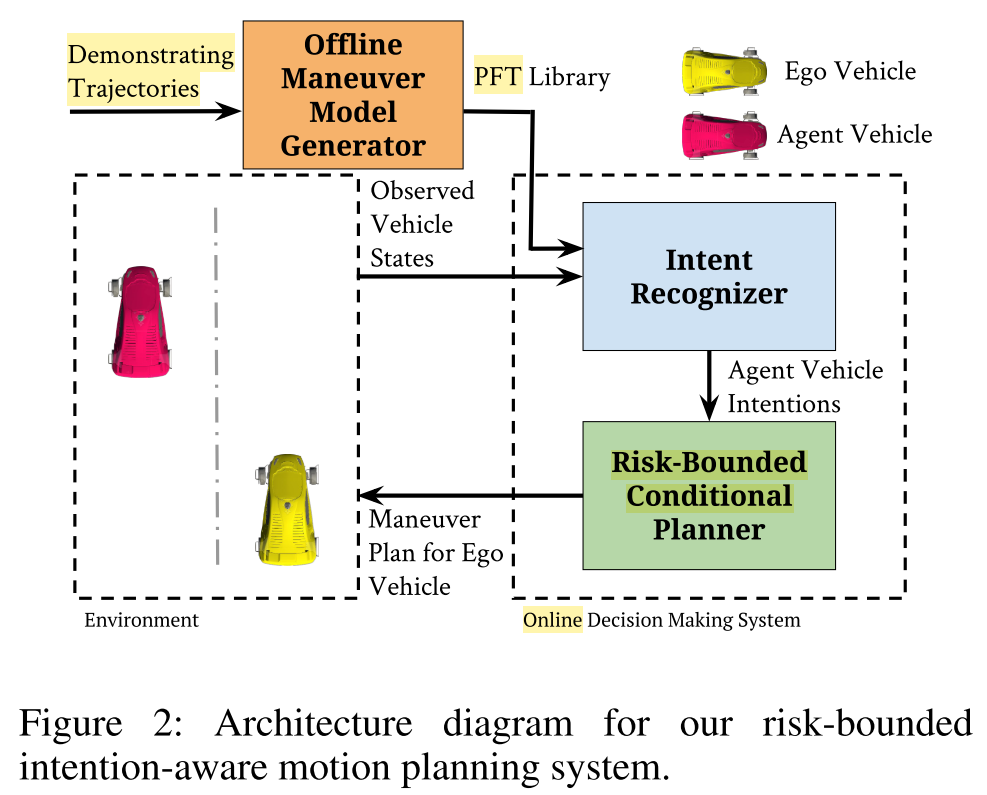 Demonstrating
Trajectories
Offline
Maneuver
Model
Generator
PFT Library
Ego Vehicle
Agent Vehicle
Observed
Vehicle
States
Intent
Recognizer
Agent Vehicle
Intentions
Risk-Bounded
Conditional
Planner
Maneuver
Plan for Ego
Vehicle
Environment
Online Decision Making System
Figure 2: Architecture diagram for our risk-bounded
intention-aware motion planning system.